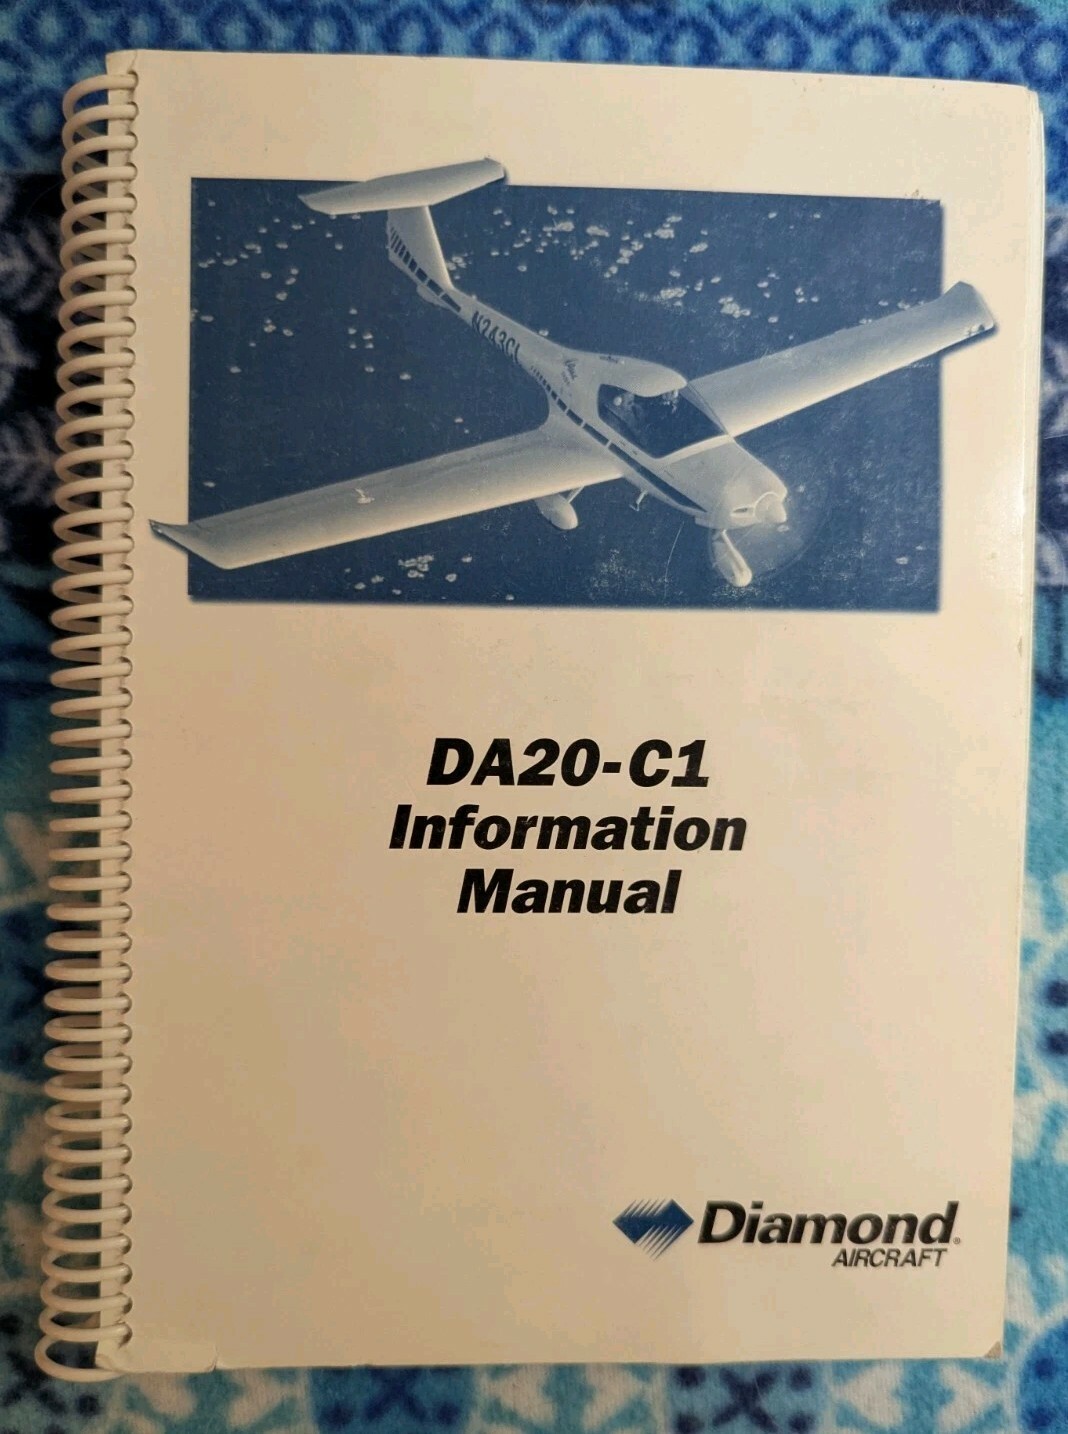 N243CL
DA20-C1
Information
Manual
Diamond®
AIRCRAFT